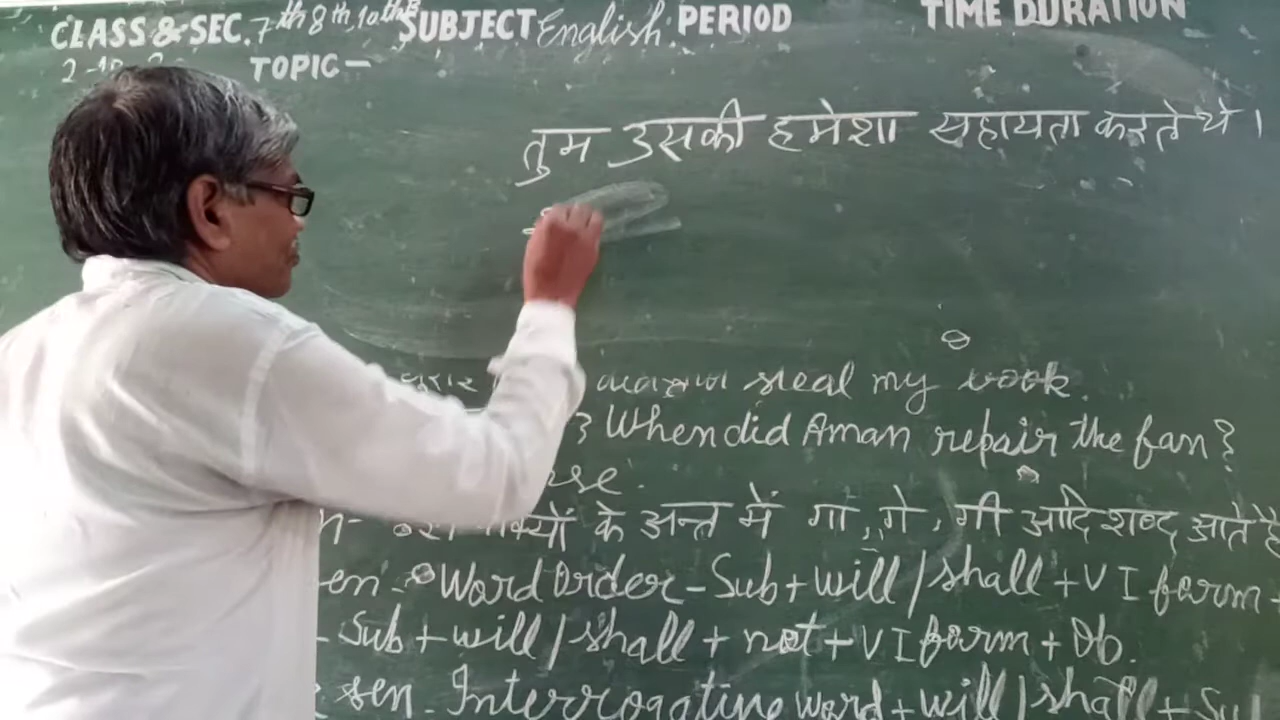 CLASS & SEC. 7th 8th 10th B SUBJECT English PERIOD TIME DURATION
TOPIC -
तुम उसकी हमेशा सहायता करते थे ।
steal my book.
? When did Aman repair the fan?
के अन्त में गा, गे, गी आदि शब्द आते है
en - Word Order - Sub + will / shall + V I form +
- Sub + will / shall + not + V I form + Ob.
sen. Interrogative word + will / shall + Su